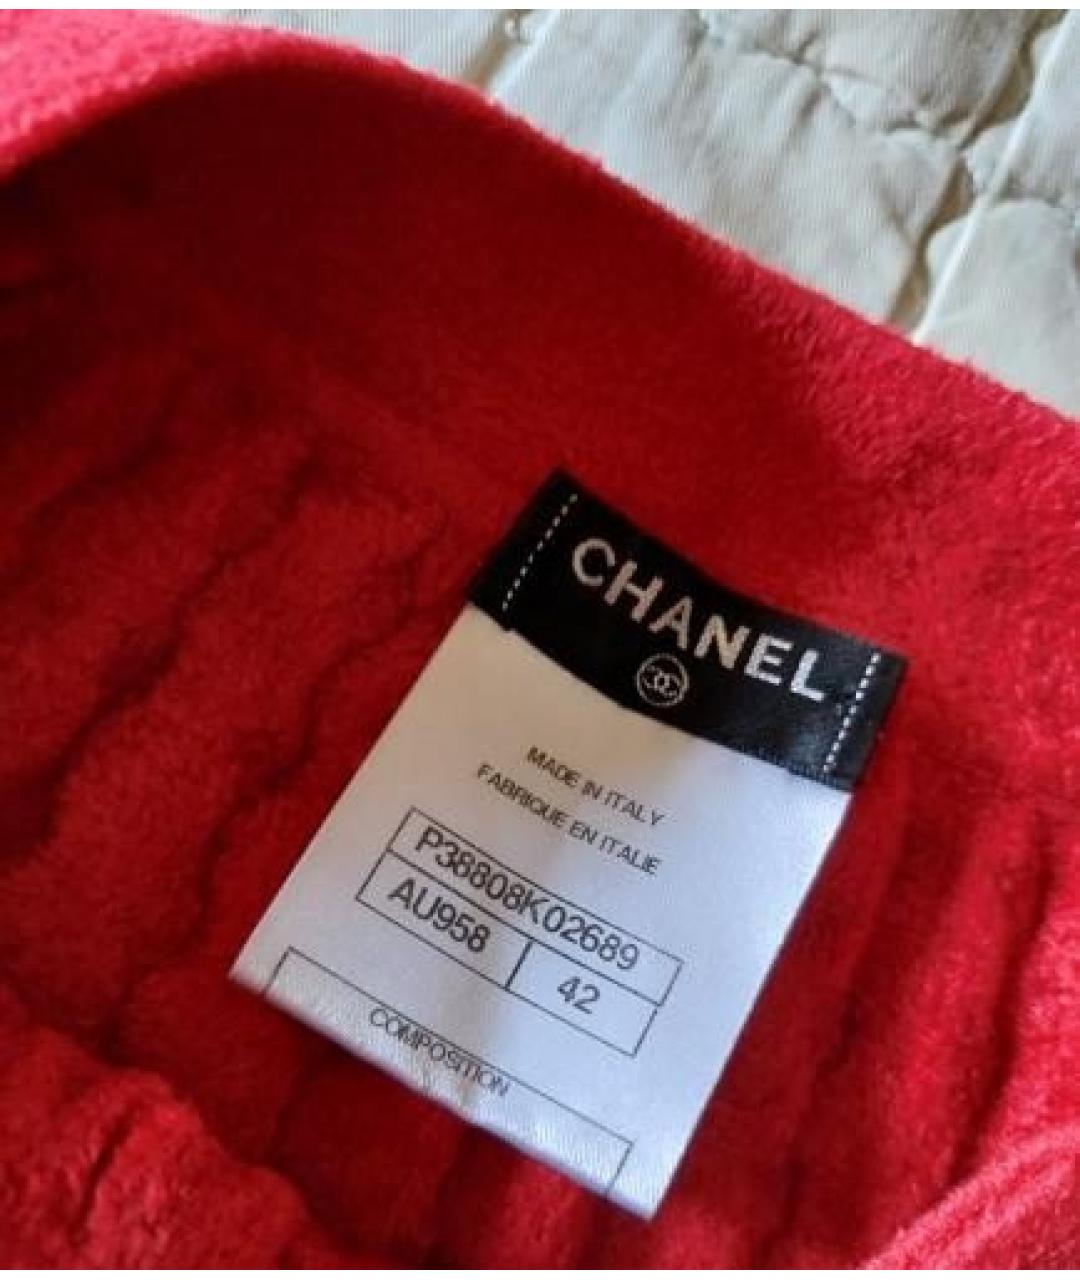 CHANEL
MADE IN ITALY
FABRIQUE EN ITALIE
P38808K02689
AU958
42
COMPOSITION